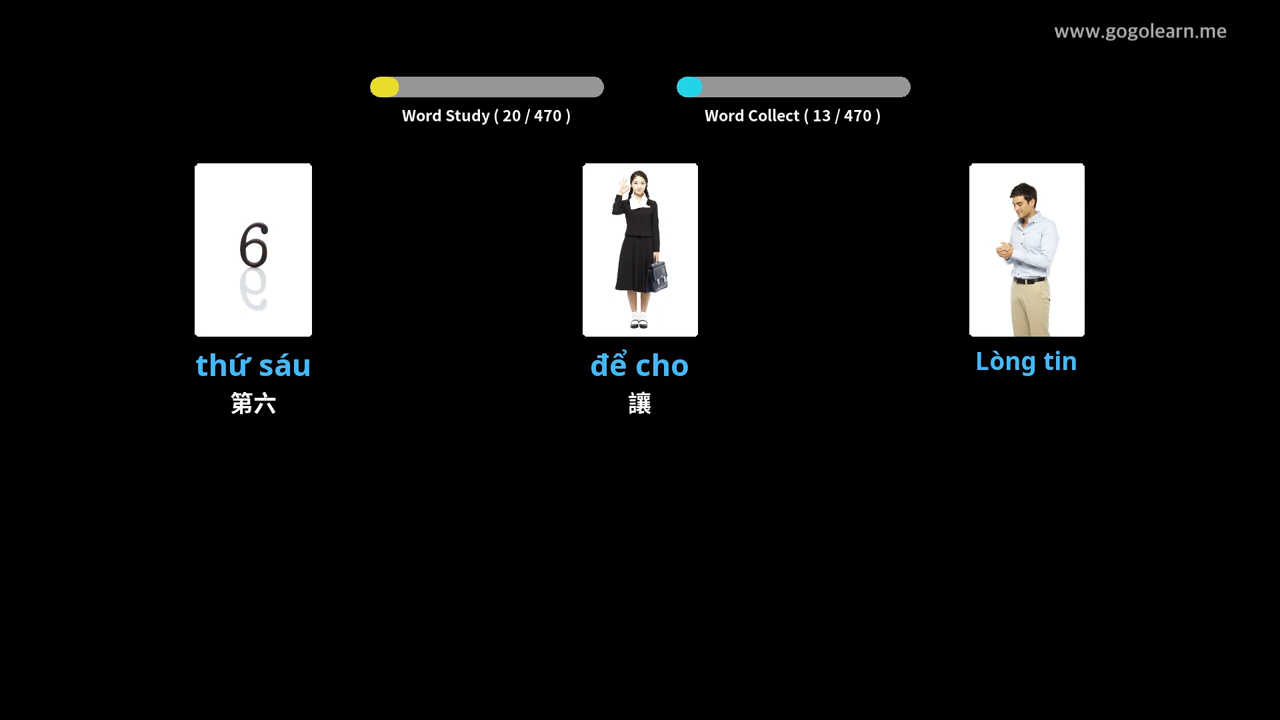 www.gogolearn.me
Word Study ( 20 / 470 )
Word Collect ( 13 / 470 )
6
thứ sáu
第六
để cho
讓
Lòng tin